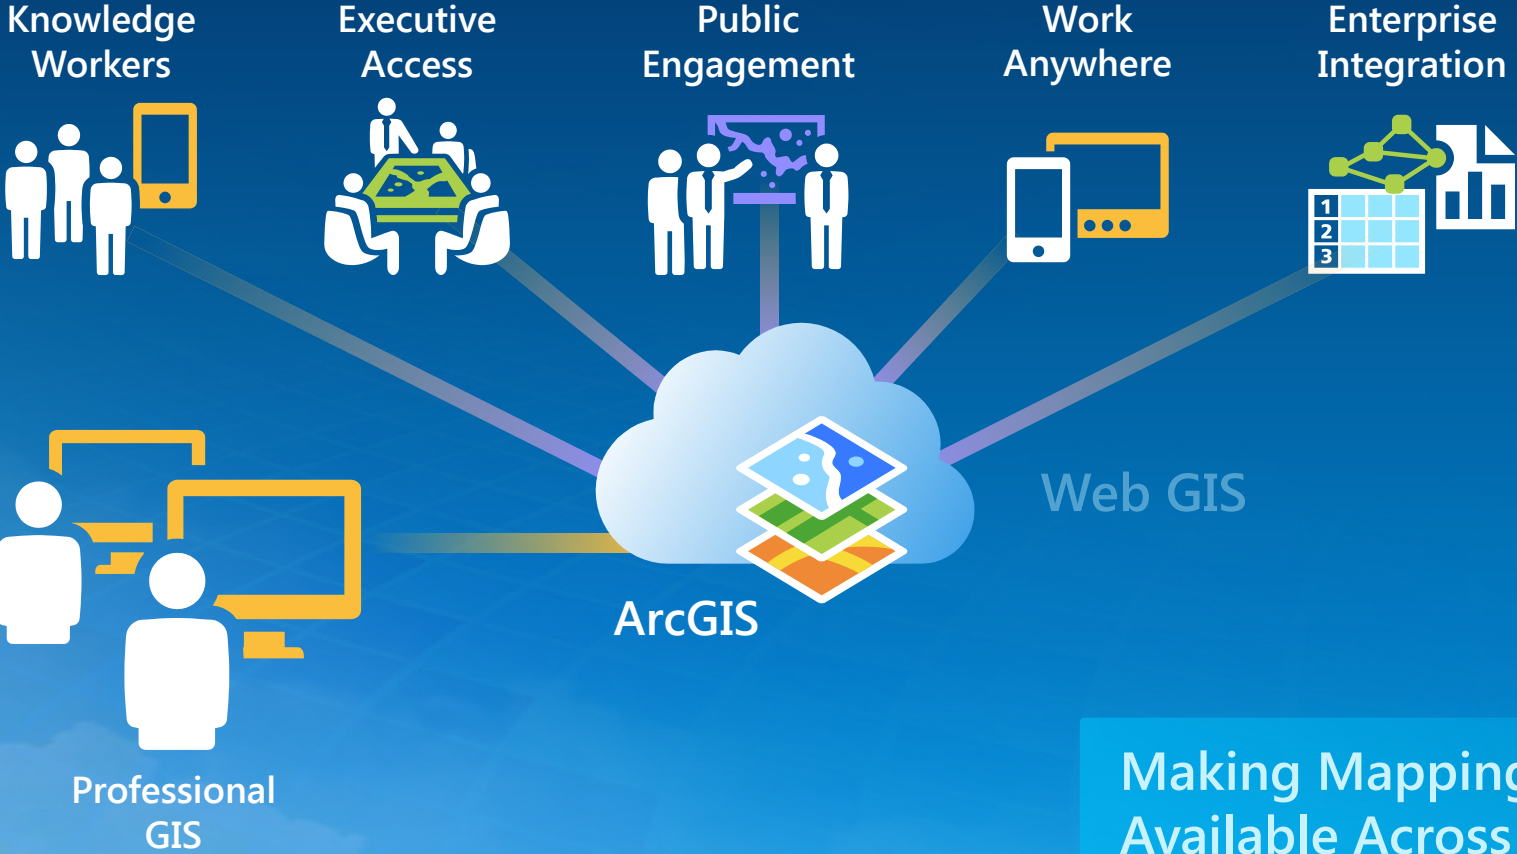 Knowledge
Workers
Executive
Access
Public
Engagement
Work
Anywhere
Enterprise
Integration
1
2
3
Web GIS
ArcGIS
Professional
GIS
Making Mapping
Available Across